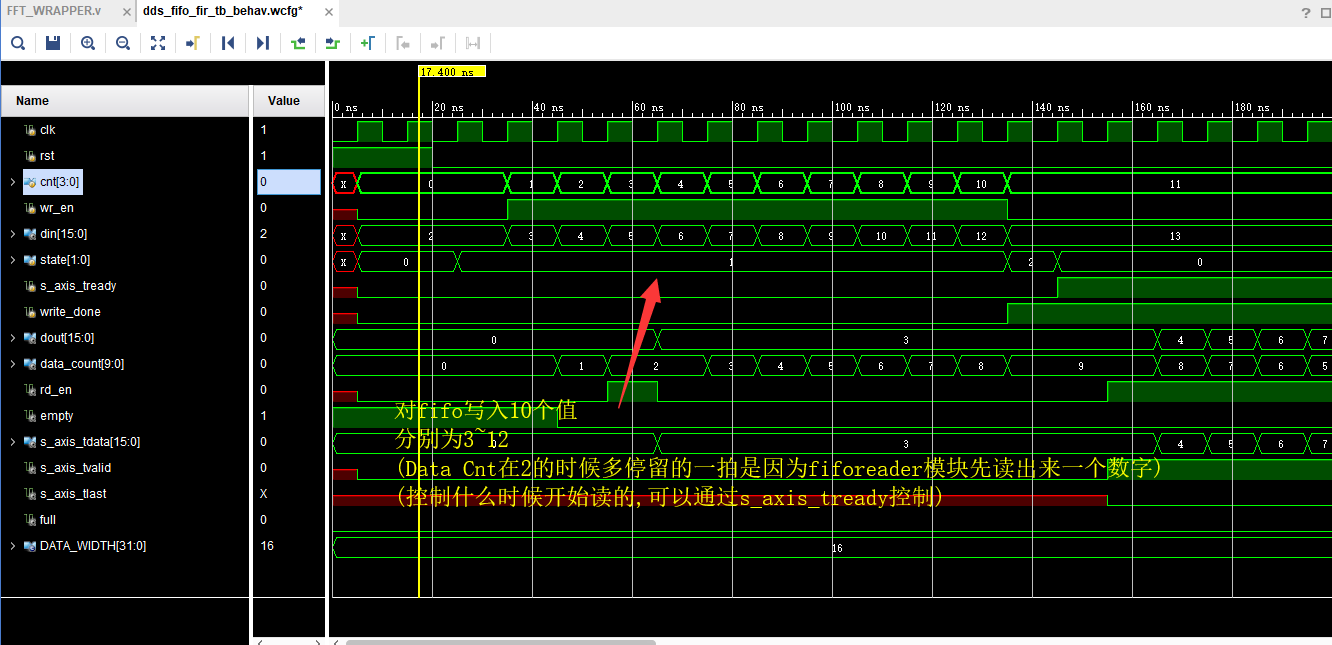 FFT_WRAPPER.v × dds_fifo_fir_tb_behav.wcfg* × ?
17.400 ns
Name Value
0 ns 20 ns 40 ns 60 ns 80 ns 100 ns 120 ns 140 ns 160 ns 180 ns
clk 1
rst 1
cnt[3:0] 0 X 0 1 2 3 4 5 6 7 8 9 10 11
wr_en 0
din[15:0] 2 X 2 3 4 5 6 7 8 9 10 11 12 13
state[1:0] 0 X 0 1 2 0
s_axis_tready 0
write_done 0
dout[15:0] 0 0 3 4 5 6 7
data_count[9:0] 0 0 1 2 3 4 5 6 7 8 9 8 7 6 5
rd_en 0
empty 1
对fifo写入10个值
分别为3~12
s_axis_tdata[15:0] 0 0 3 4 5 6 7
s_axis_tvalid 0
(Data Cnt在2的时候多停留的一拍是因为fiforeader模块先读出来一个数字)
s_axis_tlast X
(控制什么时候开始读的,可以通过s_axis_tready控制)
full 0
DATA_WIDTH[31:0] 16 16